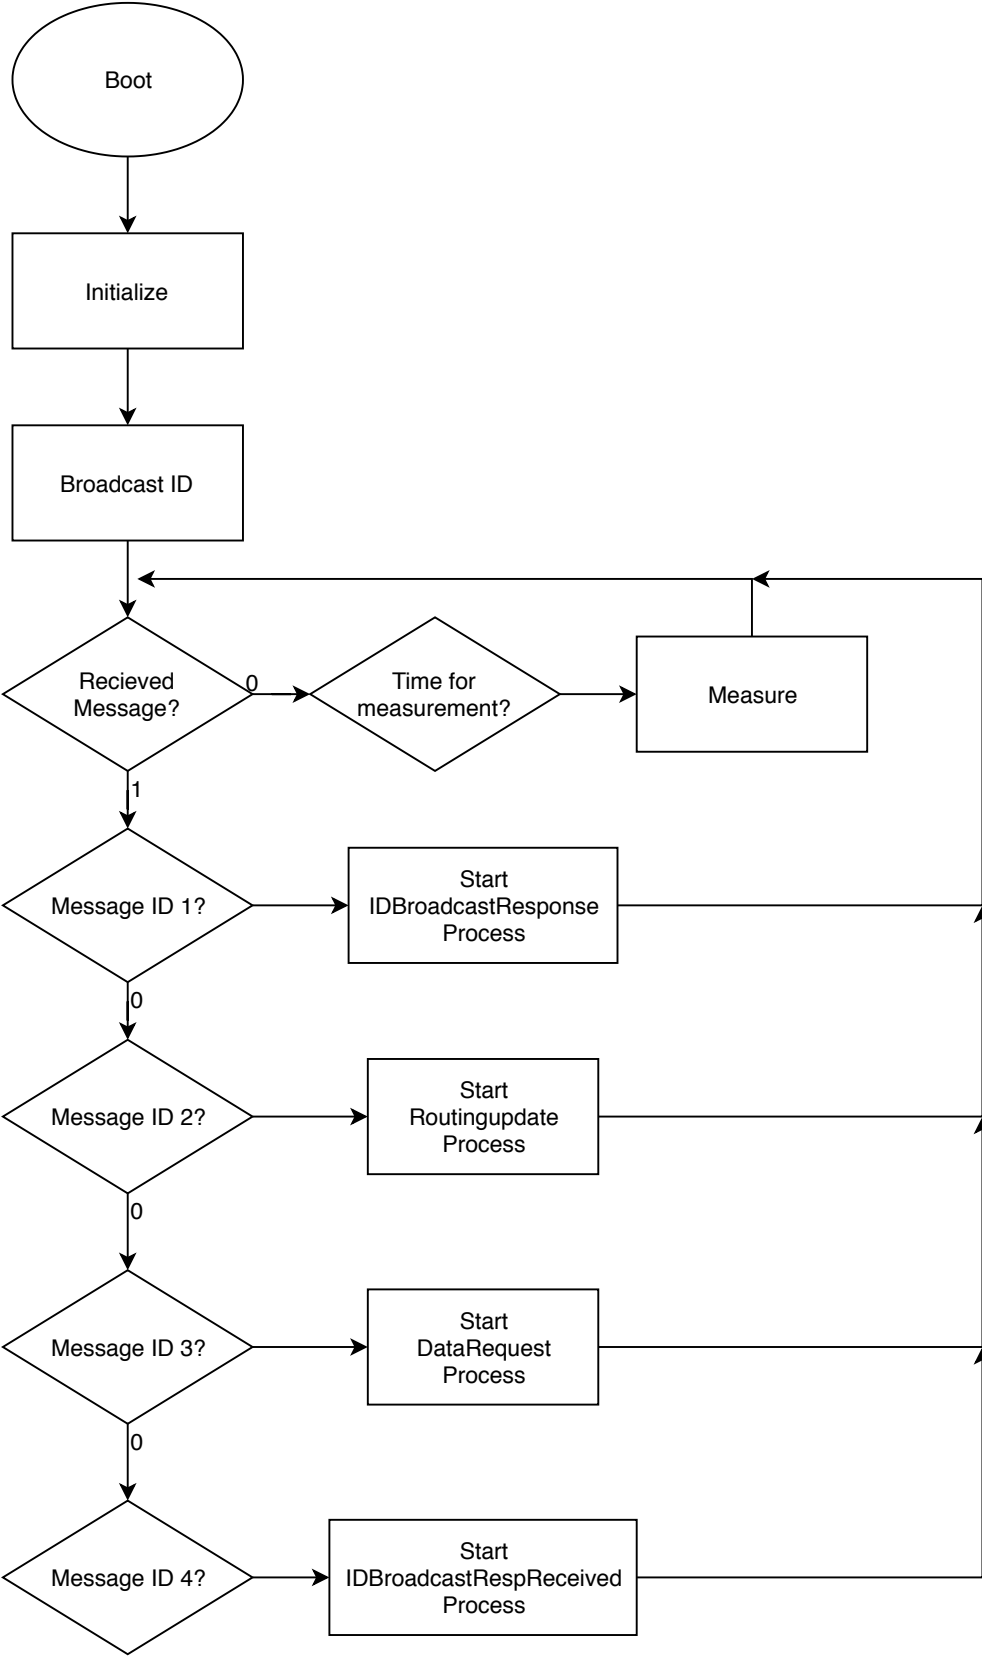 Boot
Initialize
Broadcast ID
Recieved
Message?
0
Time for
measurement?
Measure
1
Message ID 1?
Start
IDBroadcastResponse
Process
0
Message ID 2?
Start
Routingupdate
Process
0
Message ID 3?
Start
DataRequest
Process
0
Message ID 4?
Start
IDBroadcastRespReceived
Process